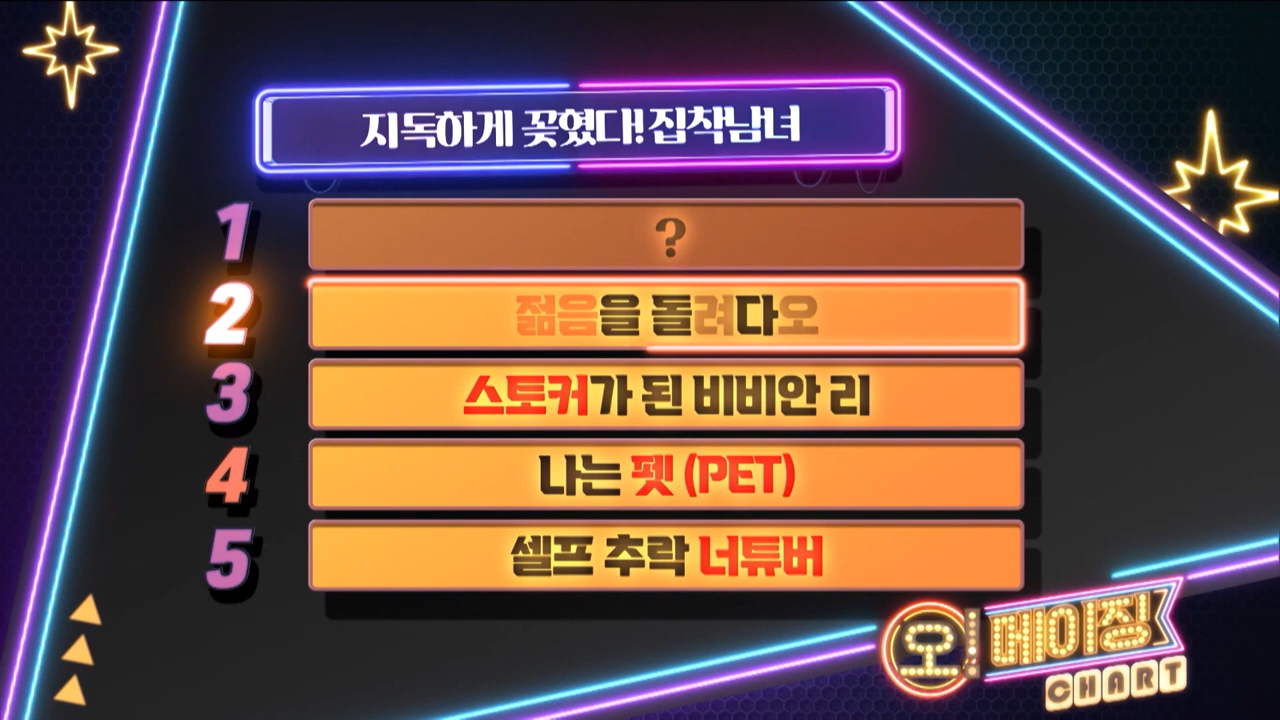 지독하게 꽂혔다! 집착남녀
1 ?
2 젊음을 돌려다오
3 스토커가 된 비비안 리
4 나는 펫 (PET)
5 셀프 추락 너튜버
오! 메이징
CHART